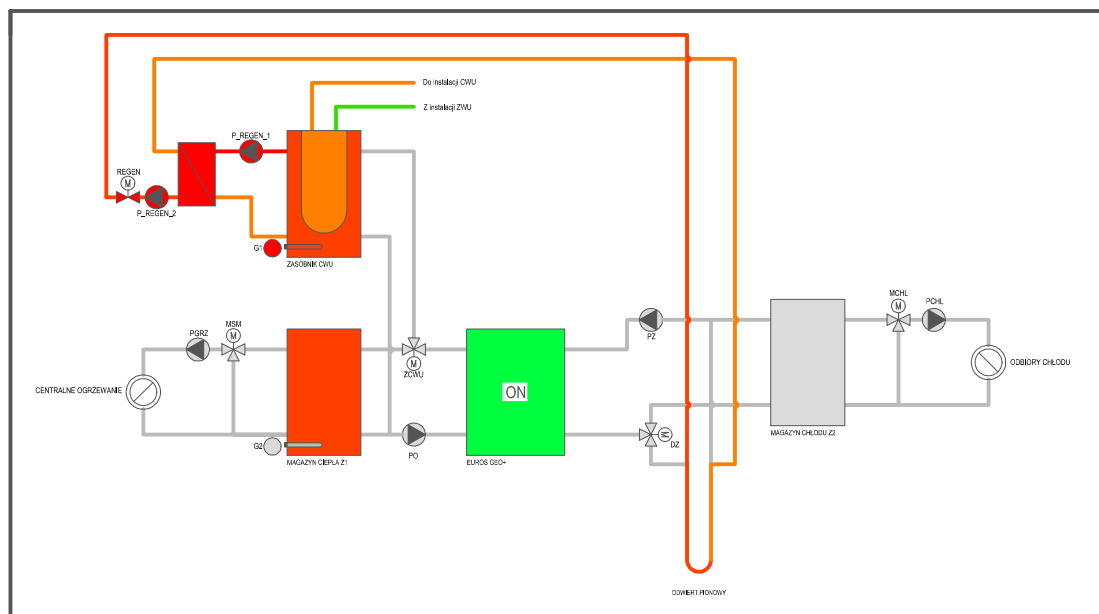 Do instalacji CWU
Z instalacji ZWU
P_REGEN_1
REGEN
M
P_REGEN_2
G1
ZASOBNIK CWU
PGRZ
MSM
M
M
ZCWU
CENTRALNE OGRZEWANIE
G2
MAGAZYN CIEPŁA Z1
PO
ON
EUROS GEO+
PZ
M
DZ
MCHL
M
PCHL
ODBIORY CHŁODU
MAGAZYN CHŁODU Z2
ODWIERT PIONOWY